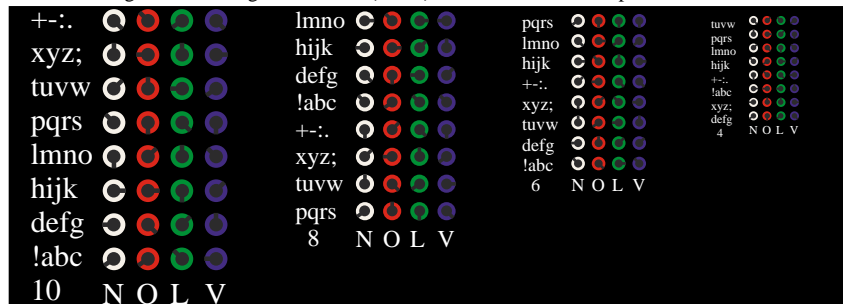 +-:.
xyz;
tuvw
pqrs
lmno
hijk
defg
!abc
10 N O L V
lmno
hijk
defg
!abc
+-:.
xyz;
tuvw
pqrs
8 N O L V
pqrs
lmno
hijk
+-:.
xyz;
tuvw
defg
!abc
6 N O L V
tuvw
pqrs
lmno
hijk
+-:.
!abc
xyz;
defg
4 N O L V